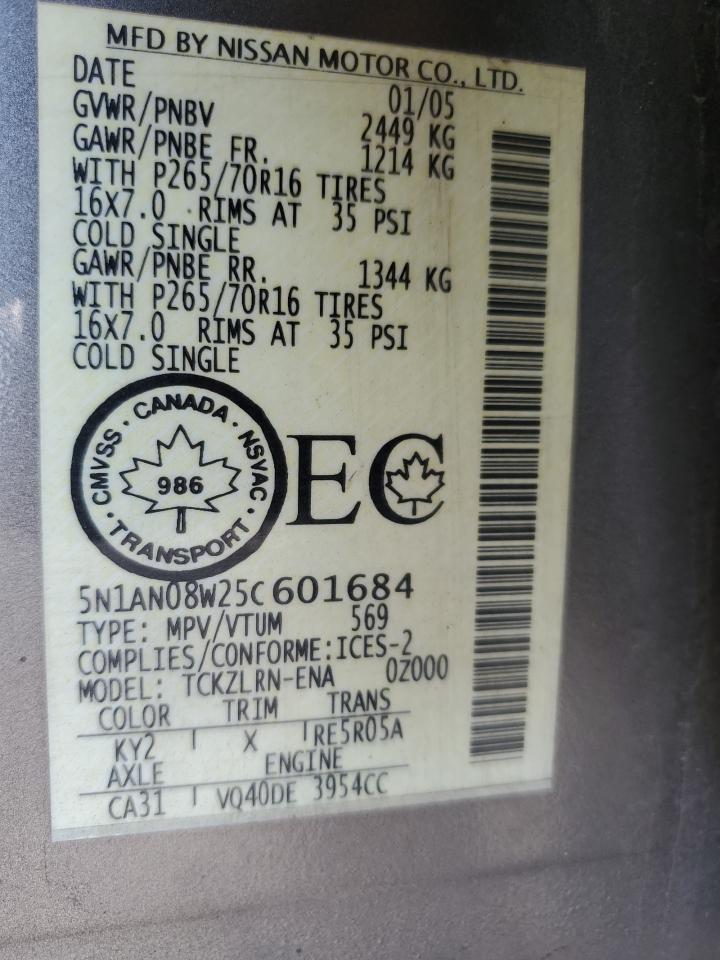 MFD BY NISSAN MOTOR CO., LTD.
DATE 01/05
GVWR/PNBV 2449 KG
GAWR/PNBE FR. 1214 KG
WITH P265/70R16 TIRES
16X7.0 RIMS AT 35 PSI
COLD SINGLE
GAWR/PNBE RR. 1344 KG
WITH P265/70R16 TIRES
16X7.0 RIMS AT 35 PSI
COLD SINGLE
CMVSS · CANADA · NSVAC · TRANSPORT ·
986
EC
5N1AN08W25C601684
TYPE: MPV/VTUM 569
COMPLIES/CONFORME:ICES-2
MODEL: TCKZLRN-ENA 0Z000
COLOR TRIM TRANS
KY2 X RE5R05A
AXLE ENGINE
CA31 VQ40DE 3954CC